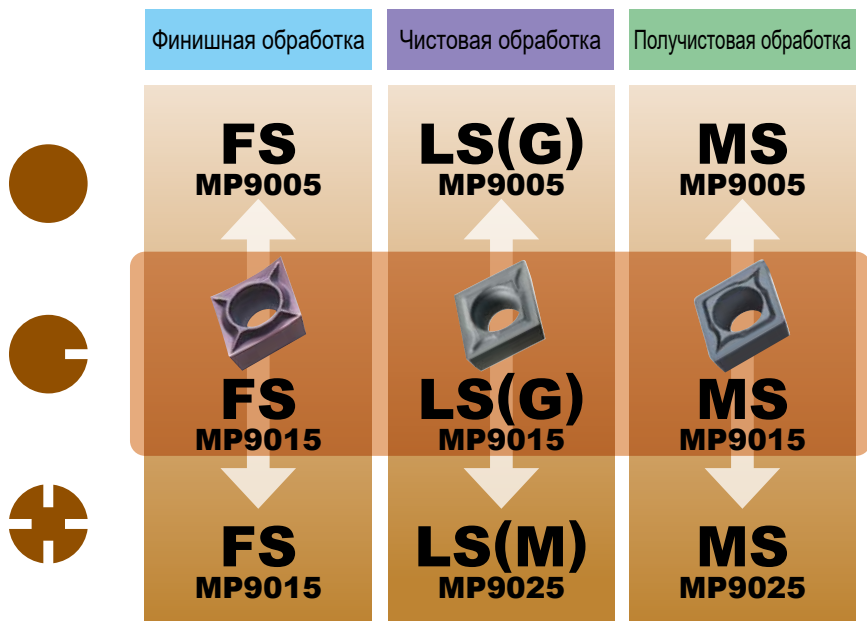 Финишная обработка
Чистовая обработка
Получистовая обработка
FS
MP9005
LS(G)
MP9005
MS
MP9005
FS
MP9015
LS(G)
MP9015
MS
MP9015
FS
MP9015
LS(M)
MP9025
MS
MP9025